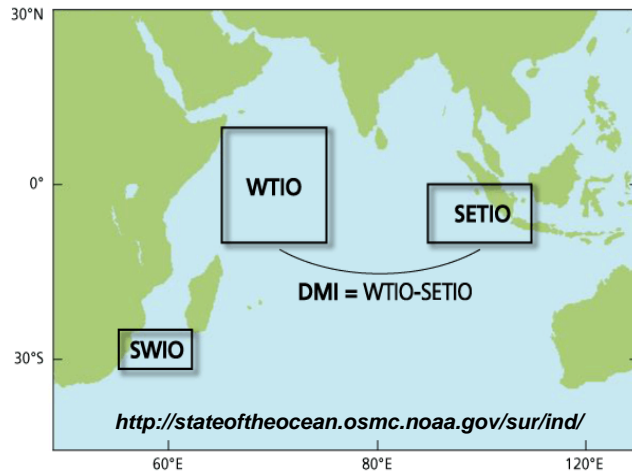 30°N
WTIO
0°
SETIO
DMI = WTIO-SETIO
SWIO
30°S
http://stateoftheocean.osmc.noaa.gov/sur/ind/
60°E 80°E 120°E